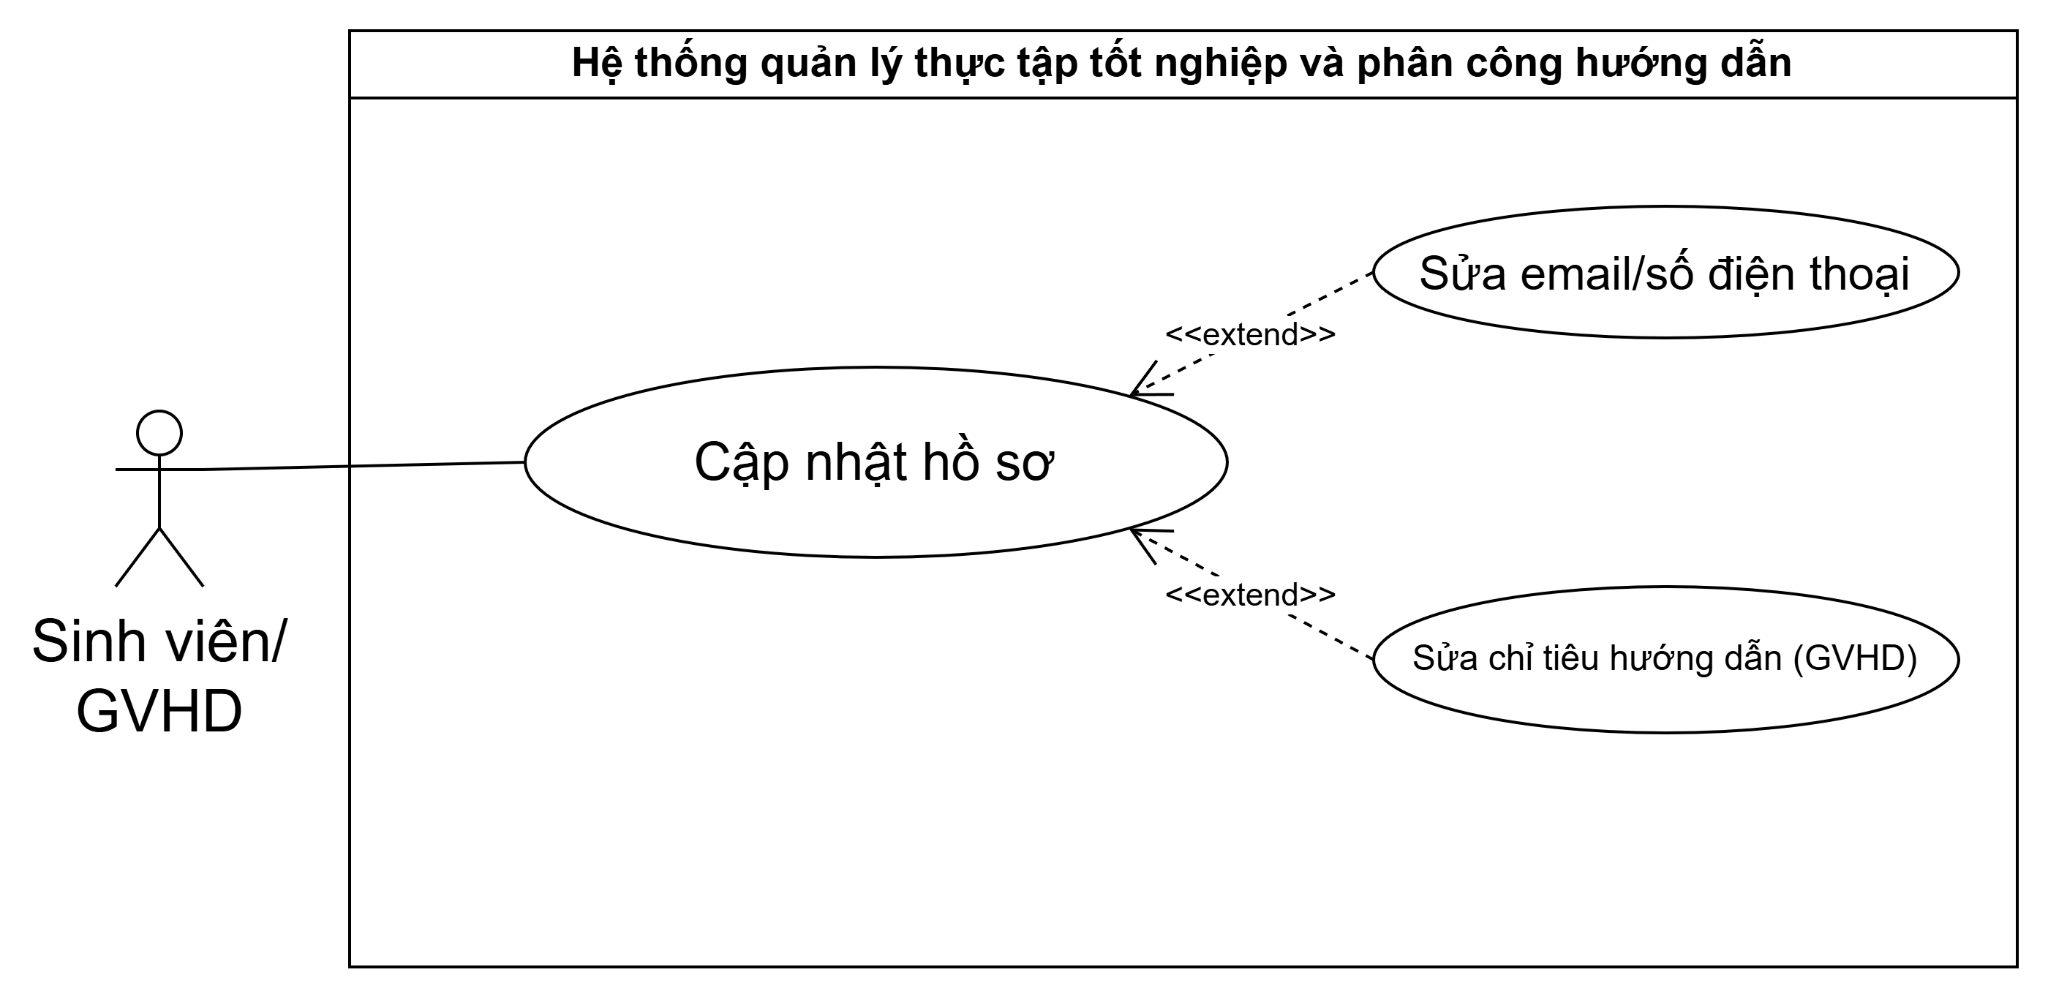 Hệ thống quản lý thực tập tốt nghiệp và phân công hướng dẫn
Sửa email/số điện thoại
<<extend>>
Cập nhật hồ sơ
<<extend>>
Sửa chỉ tiêu hướng dẫn (GVHD)
Sinh viên/
GVHD